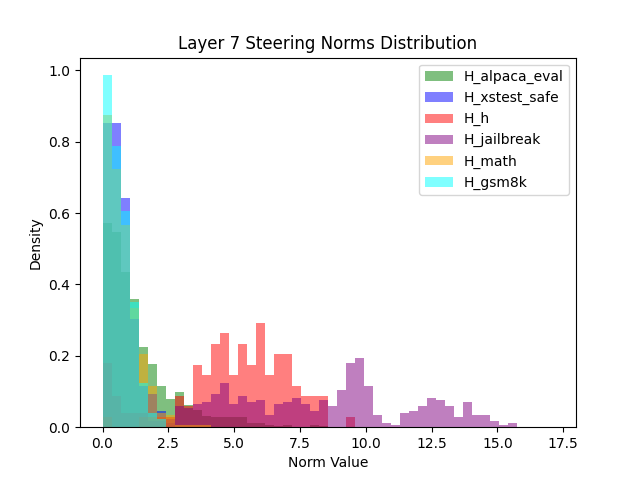 Layer 7 Steering Norms Distribution
1.0
0.8
0.6
0.4
0.2
0.0
Density
0.0 2.5 5.0 7.5 10.0 12.5 15.0 17.5
Norm Value
H_alpaca_eval
H_xstest_safe
H_h
H_jailbreak
H_math
H_gsm8k